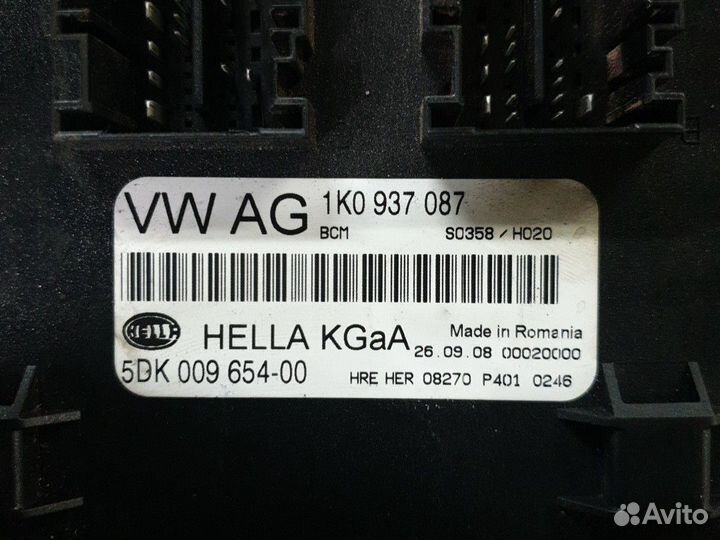 VW AG 1K0 937 087
BCM S0358 / H020
HELLA HELLA KGaA Made in Romania
26.09.08 00020000
5DK 009 654-00 HRE HER 08270 P401 0246
Avito